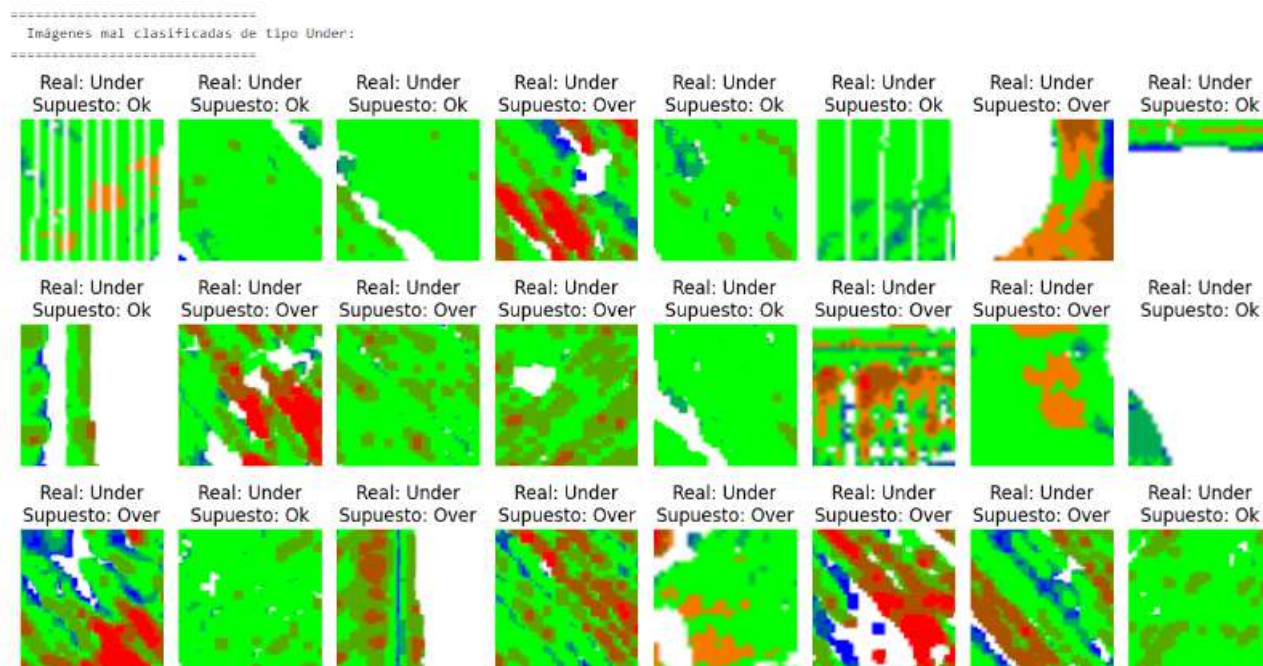 ==============================
Imágenes mal clasificadas de tipo Under:
==============================
Real: Under Real: Under Real: Under Real: Under Real: Under Real: Under Real: Under Real: Under
Supuesto: Ok Supuesto: Ok Supuesto: Ok Supuesto: Over Supuesto: Ok Supuesto: Ok Supuesto: Over Supuesto: Ok
Real: Under Real: Under Real: Under Real: Under Real: Under Real: Under Real: Under Real: Under
Supuesto: Ok Supuesto: Over Supuesto: Over Supuesto: Over Supuesto: Ok Supuesto: Over Supuesto: Over Supuesto: Ok
Real: Under Real: Under Real: Under Real: Under Real: Under Real: Under Real: Under Real: Under
Supuesto: Over Supuesto: Ok Supuesto: Over Supuesto: Over Supuesto: Over Supuesto: Over Supuesto: Over Supuesto: Ok